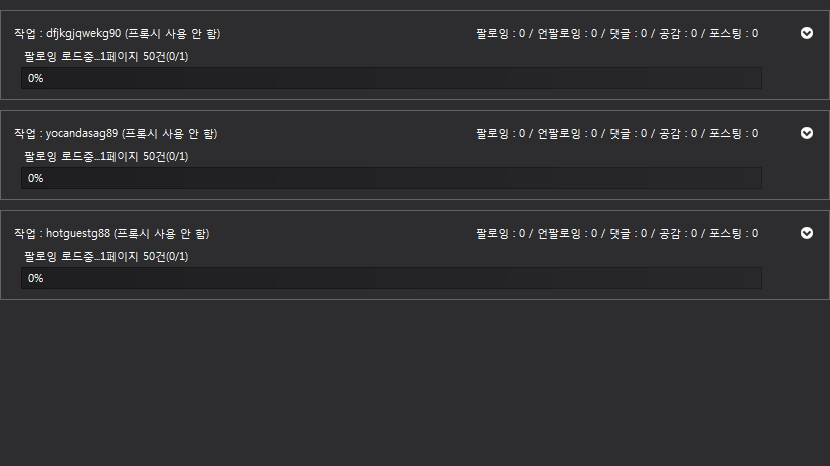 작업 : dfjkgjqwekg90 (프록시 사용 안 함) 팔로잉 : 0 / 언팔로잉 : 0 / 댓글 : 0 / 공감 : 0 / 포스팅 : 0
팔로잉 로드중...1페이지 50건(0/1)
0%
작업 : yocandasag89 (프록시 사용 안 함) 팔로잉 : 0 / 언팔로잉 : 0 / 댓글 : 0 / 공감 : 0 / 포스팅 : 0
팔로잉 로드중...1페이지 50건(0/1)
0%
작업 : hotguestg88 (프록시 사용 안 함) 팔로잉 : 0 / 언팔로잉 : 0 / 댓글 : 0 / 공감 : 0 / 포스팅 : 0
팔로잉 로드중...1페이지 50건(0/1)
0%